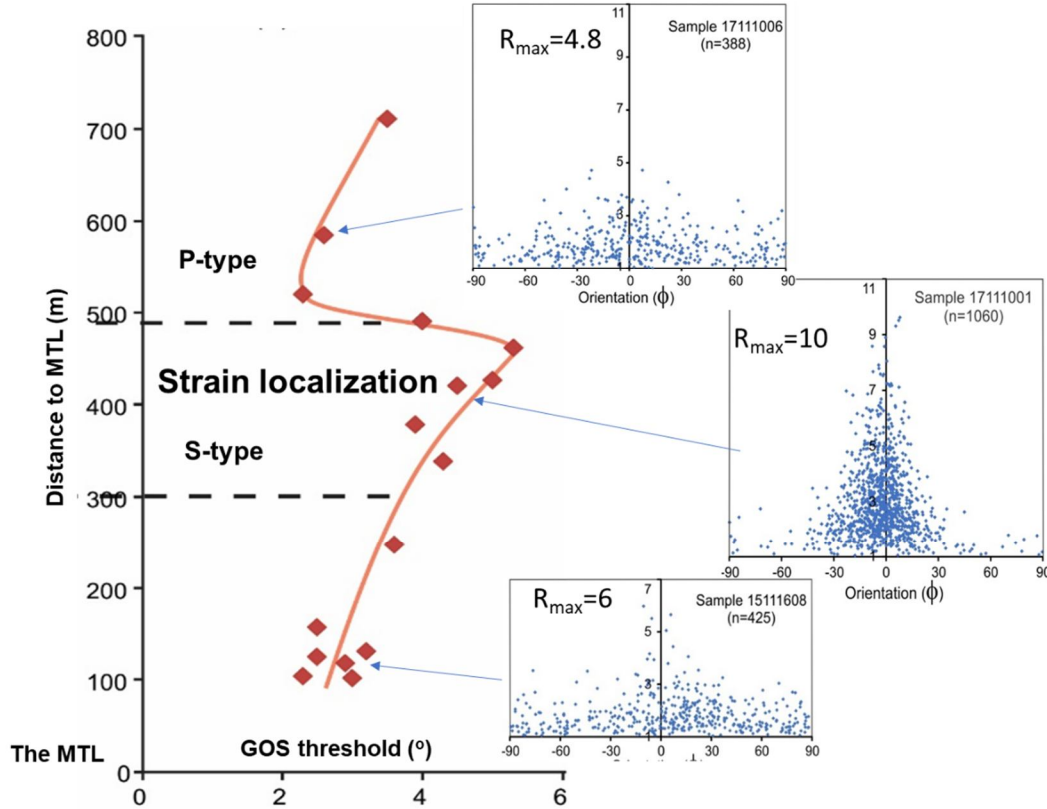 800
700
600
500
400
300
200
100
0
0
2
4
6
Distance to MTL (m)
The MTL
GOS threshold (º)
P-type
Strain localization
S-type
Rmax=4.8
Sample 17111006
(n=388)
11
9
7
5
3
-90
-60
-30
0
30
60
90
Orientation (ϕ)
Rmax=10
Sample 17111001
(n=1060)
11
9
7
5
3
-90
-60
-30
0
30
60
90
Orientation (ϕ)
Rmax=6
Sample 15111608
(n=425)
7
5
3
-90
-60
-30
0
30
60
90